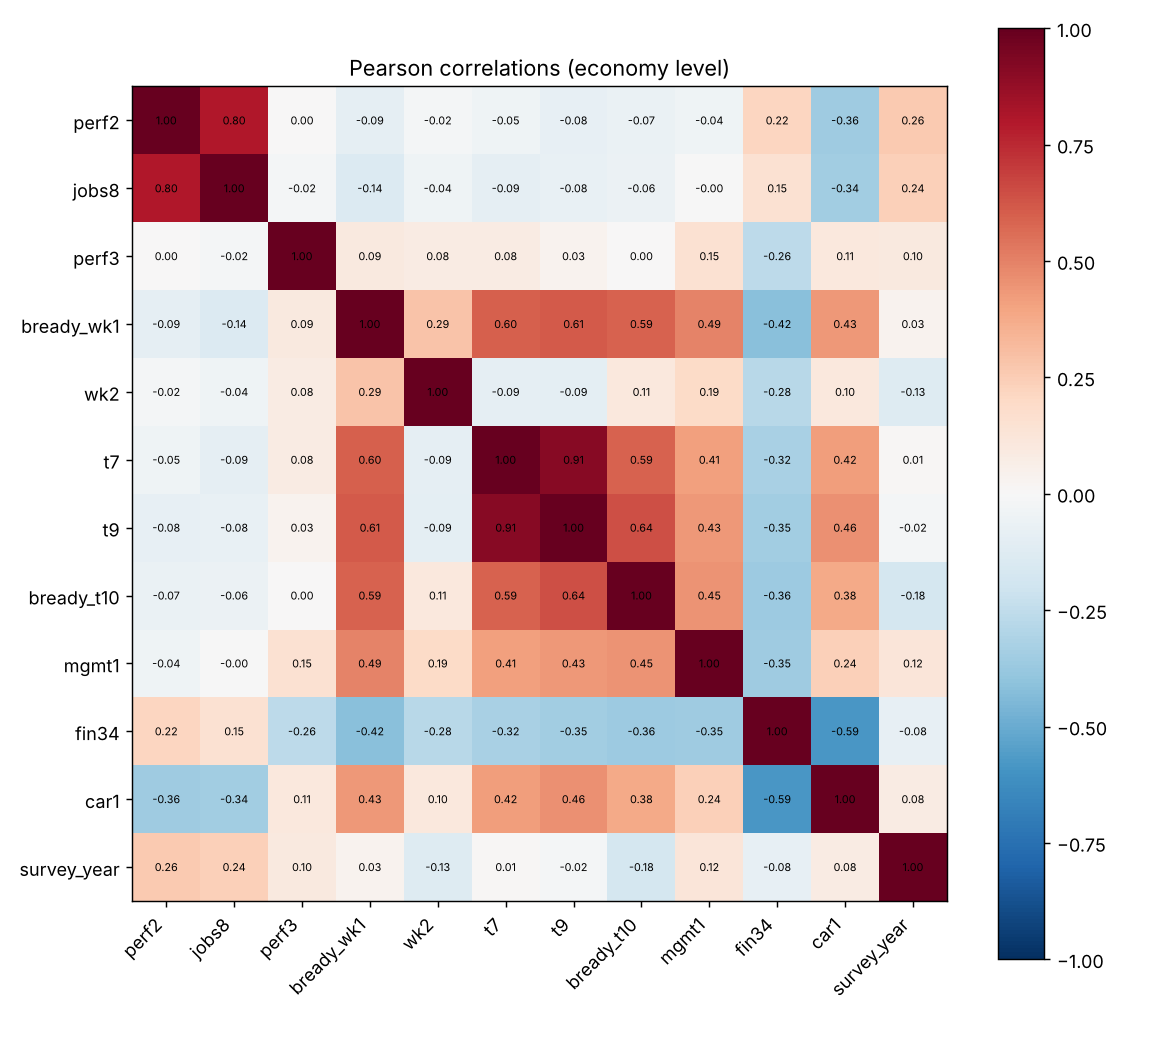 Pearson correlations (economy level)
perf2 1.00 0.80 0.00 -0.09 -0.02 -0.05 -0.08 -0.07 -0.04 0.22 -0.36 0.26
jobs8 0.80 1.00 -0.02 -0.14 -0.04 -0.09 -0.08 -0.06 -0.00 0.15 -0.34 0.24
perf3 0.00 -0.02 1.00 0.09 0.08 0.08 0.03 0.00 0.15 -0.26 0.11 0.10
bready_wk1 -0.09 -0.14 0.09 1.00 0.29 0.60 0.61 0.59 0.49 -0.42 0.43 0.03
wk2 -0.02 -0.04 0.08 0.29 1.00 -0.09 -0.09 0.11 0.19 -0.28 0.10 -0.13
t7 -0.05 -0.09 0.08 0.60 -0.09 1.00 0.91 0.59 0.41 -0.32 0.42 0.01
t9 -0.08 -0.08 0.03 0.61 -0.09 0.91 1.00 0.64 0.43 -0.35 0.46 -0.02
bready_t10 -0.07 -0.06 0.00 0.59 0.11 0.59 0.64 1.00 0.45 -0.36 0.38 -0.18
mgmt1 -0.04 -0.00 0.15 0.49 0.19 0.41 0.43 0.45 1.00 -0.35 0.24 0.12
fin34 0.22 0.15 -0.26 -0.42 -0.28 -0.32 -0.35 -0.36 -0.35 1.00 -0.59 -0.08
car1 -0.36 -0.34 0.11 0.43 0.10 0.42 0.46 0.38 0.24 -0.59 1.00 0.08
survey_year 0.26 0.24 0.10 0.03 -0.13 0.01 -0.02 -0.18 0.12 -0.08 0.08 1.00
perf2 jobs8 perf3 bready_wk1 wk2 t7 t9 bready_t10 mgmt1 fin34 car1 survey_year
1.00
0.75
0.50
0.25
0.00
−0.25
−0.50
−0.75
−1.00